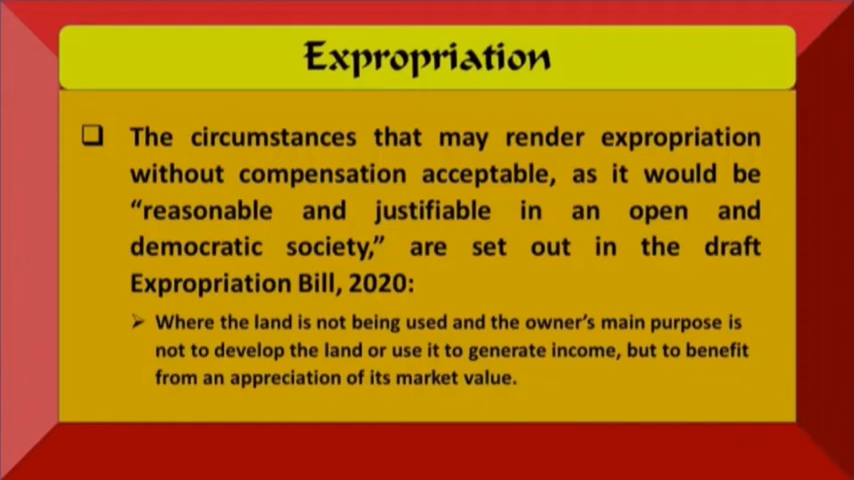 Expropriation
❑ The circumstances that may render expropriation
without compensation acceptable, as it would be
“reasonable and justifiable in an open and
democratic society,” are set out in the draft
Expropriation Bill, 2020:
➢ Where the land is not being used and the owner’s main purpose is
not to develop the land or use it to generate income, but to benefit
from an appreciation of its market value.